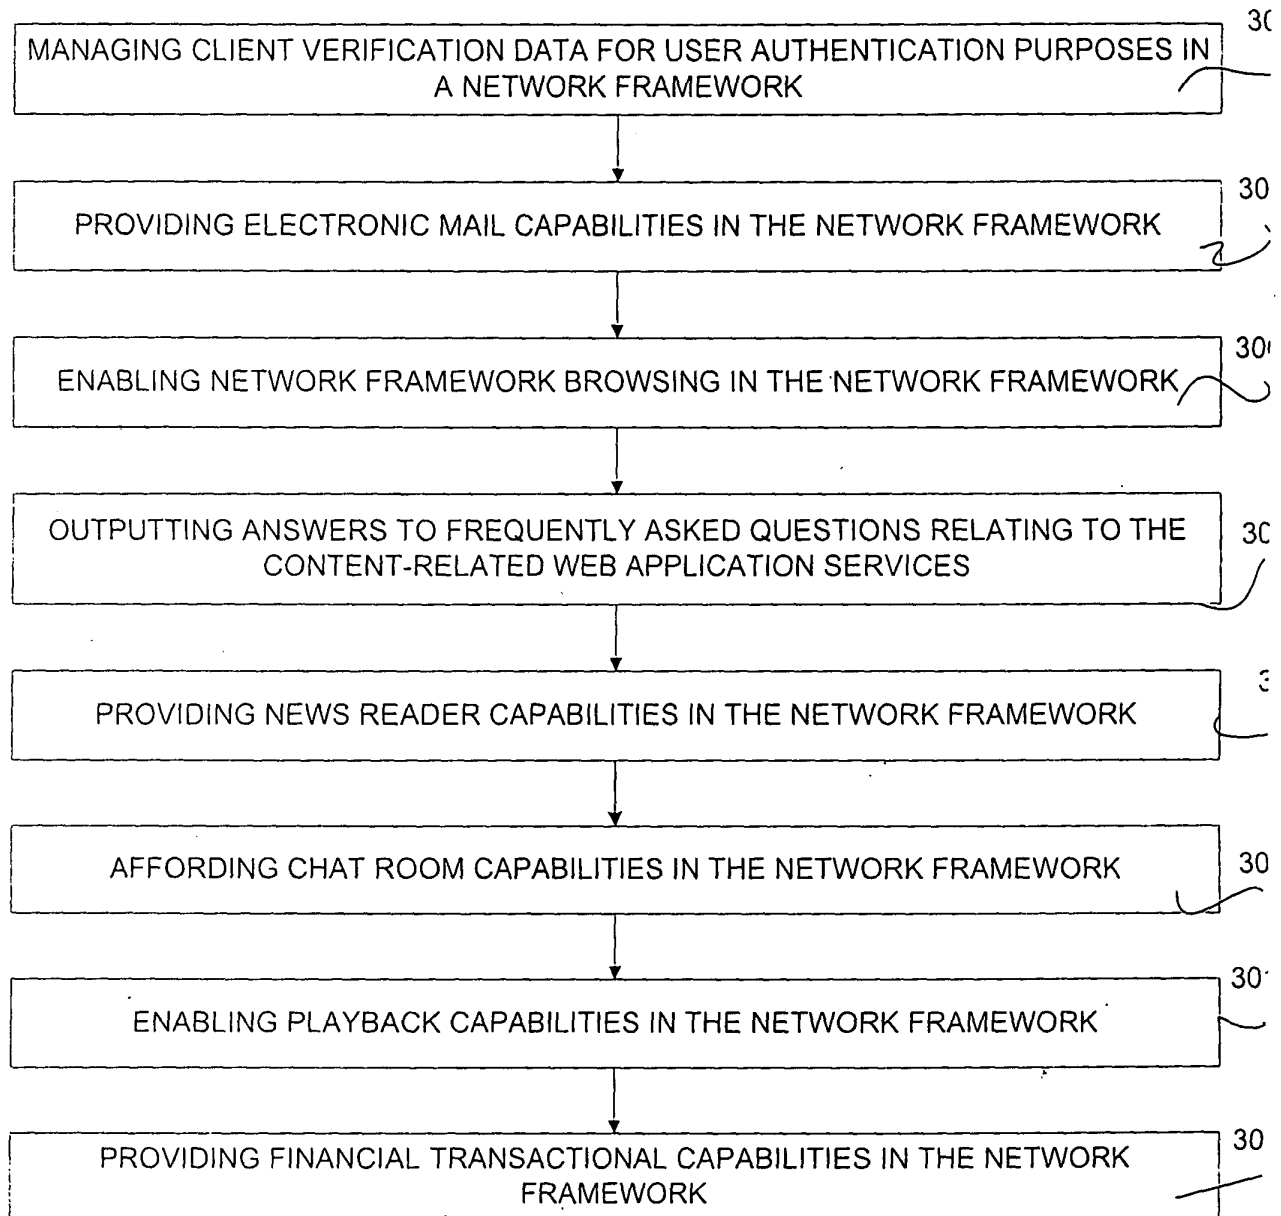 MANAGING CLIENT VERIFICATION DATA FOR USER AUTHENTICATION PURPOSES IN
A NETWORK FRAMEWORK
PROVIDING ELECTRONIC MAIL CAPABILITIES IN THE NETWORK FRAMEWORK
ENABLING NETWORK FRAMEWORK BROWSING IN THE NETWORK FRAMEWORK
OUTPUTTING ANSWERS TO FREQUENTLY ASKED QUESTIONS RELATING TO THE
CONTENT-RELATED WEB APPLICATION SERVICES
PROVIDING NEWS READER CAPABILITIES IN THE NETWORK FRAMEWORK
AFFORDING CHAT ROOM CAPABILITIES IN THE NETWORK FRAMEWORK
ENABLING PLAYBACK CAPABILITIES IN THE NETWORK FRAMEWORK
PROVIDING FINANCIAL TRANSACTIONAL CAPABILITIES IN THE NETWORK
FRAMEWORK